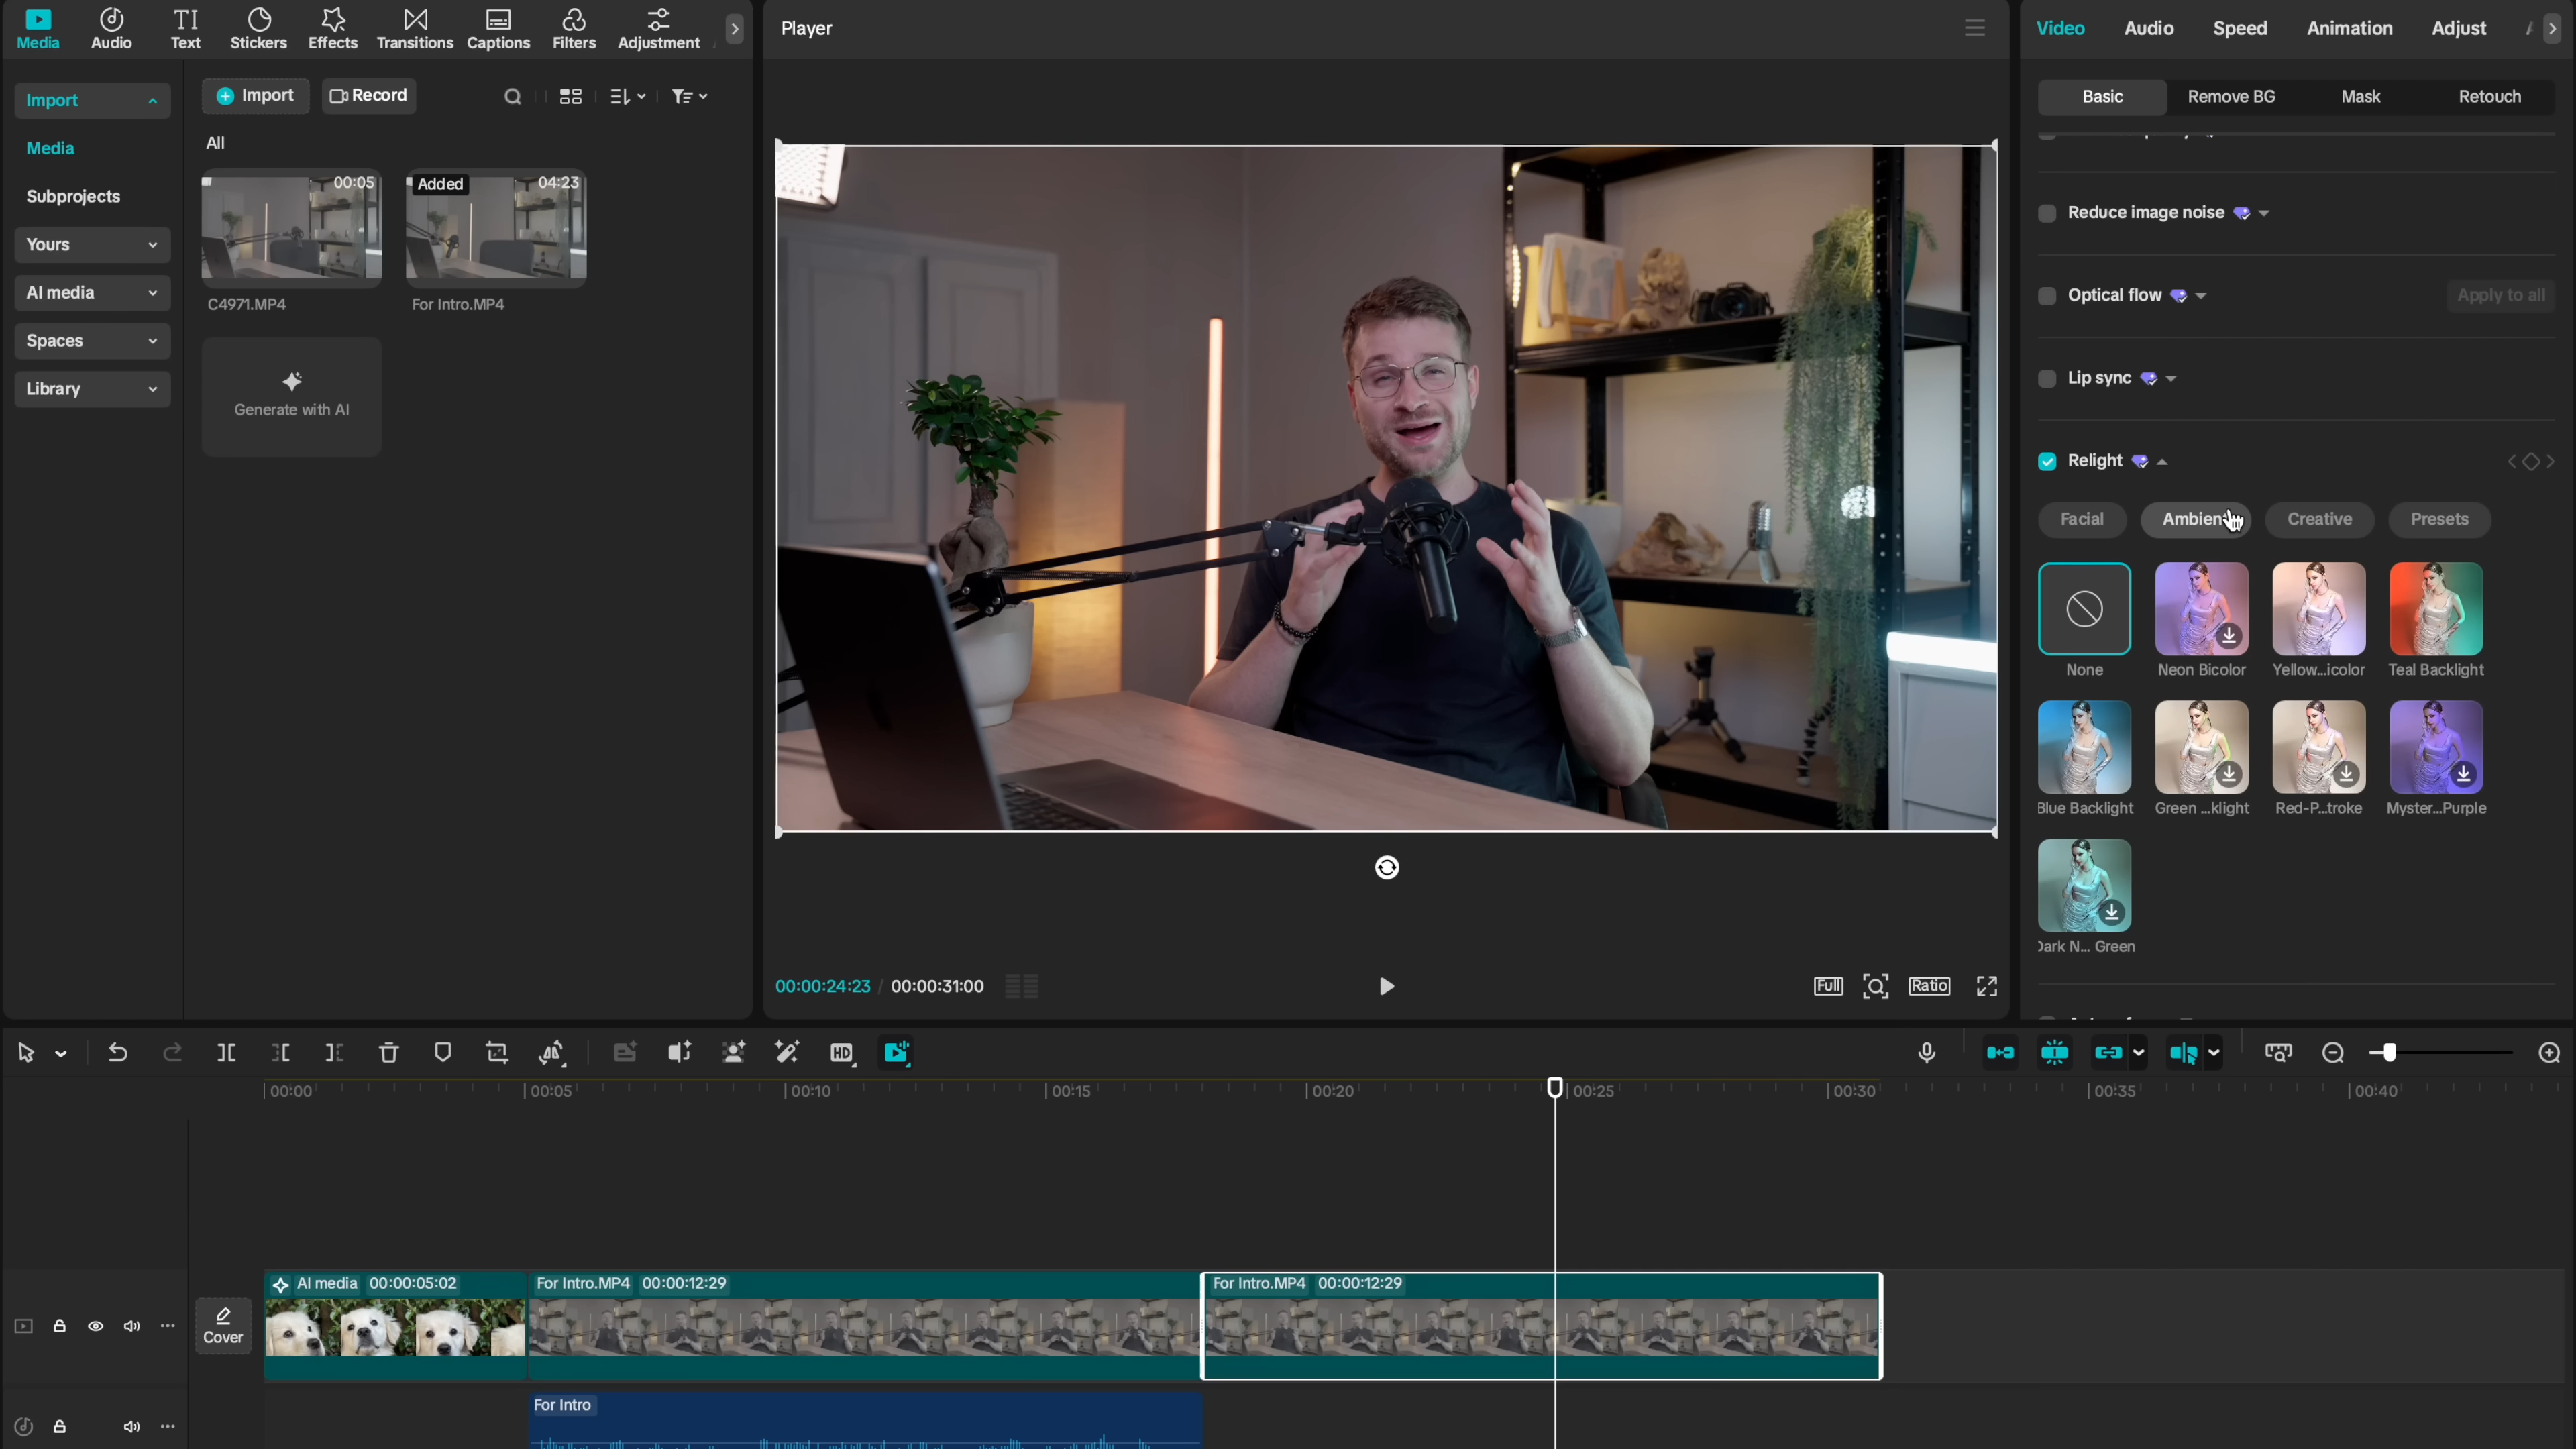 Media
Audio
Text
Stickers
Effects
Transitions
Captions
Filters
Adjustment
Import
Media
Subprojects
Yours
AI media
Spaces
Library
Import
Record
All
00:05
C4971.MP4
Added 04:23
For Intro.MP4
Generate with AI
Player
00:00:24:23 / 00:00:31:00
Full
Ratio
Video
Audio
Speed
Animation
Adjust
Basic
Remove BG
Mask
Retouch
Reduce image noise
Optical flow
Apply to all
Lip sync
Relight
Facial
Creative
Presets
None
Neon Bicolor
Yellow...icolor
Teal Backlight
Blue Backlight
Green ...klight
Red-P...troke
Myster...Purple
Dark N... Green
HD
00:00
00:05
00:10
00:15
00:20
00:25
00:30
00:35
00:40
Cover
AI media 00:00:05:02
For Intro.MP4 00:00:12:29
For Intro.MP4 00:00:12:29
For Intro